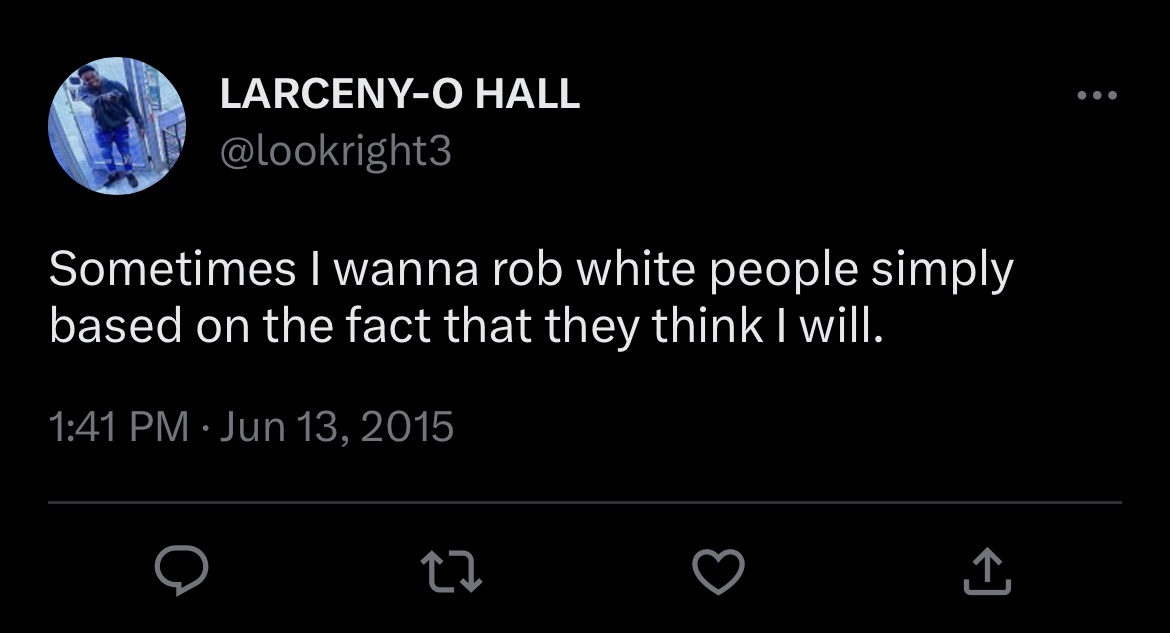 LARCENY-O HALL
@lookright3
Sometimes I wanna rob white people simply
based on the fact that they think I will.
1:41 PM · Jun 13, 2015